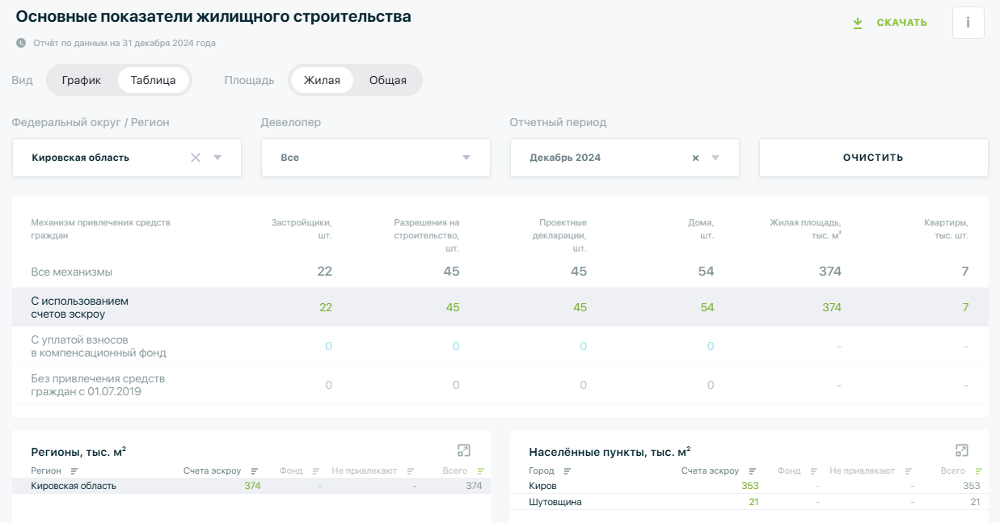 Основные показатели жилищного строительства
СКАЧАТЬ
i
Отчёт по данным на 31 декабря 2024 года
Вид График Таблица Площадь Жилая Общая
Федеральный округ / Регион Девелопер Отчетный период
Кировская область Все Декабрь 2024 ОЧИСТИТЬ
Механизм привлечения средств Застройщики, Разрешения на Проектные Дома, Жилая площадь, Квартиры,
граждан шт. строительство, декларации, шт. тыс. м² тыс. шт.
шт. шт.
Все механизмы 22 45 45 54 374 7
С использованием
счетов эскроу 22 45 45 54 374 7
С уплатой взносов
в компенсационный фонд 0 0 0 0 - -
Без привлечения средств
граждан с 01.07.2019 0 0 0 0 - -
Регионы, тыс. м²
Регион Счета эскроу Фонд Не привлекают Всего
Кировская область 374 - - 374
Населённые пункты, тыс. м²
Город Счета эскроу Фонд Не привлекают Всего
Киров 353 - - 353
Шутовщина 21 - - 21